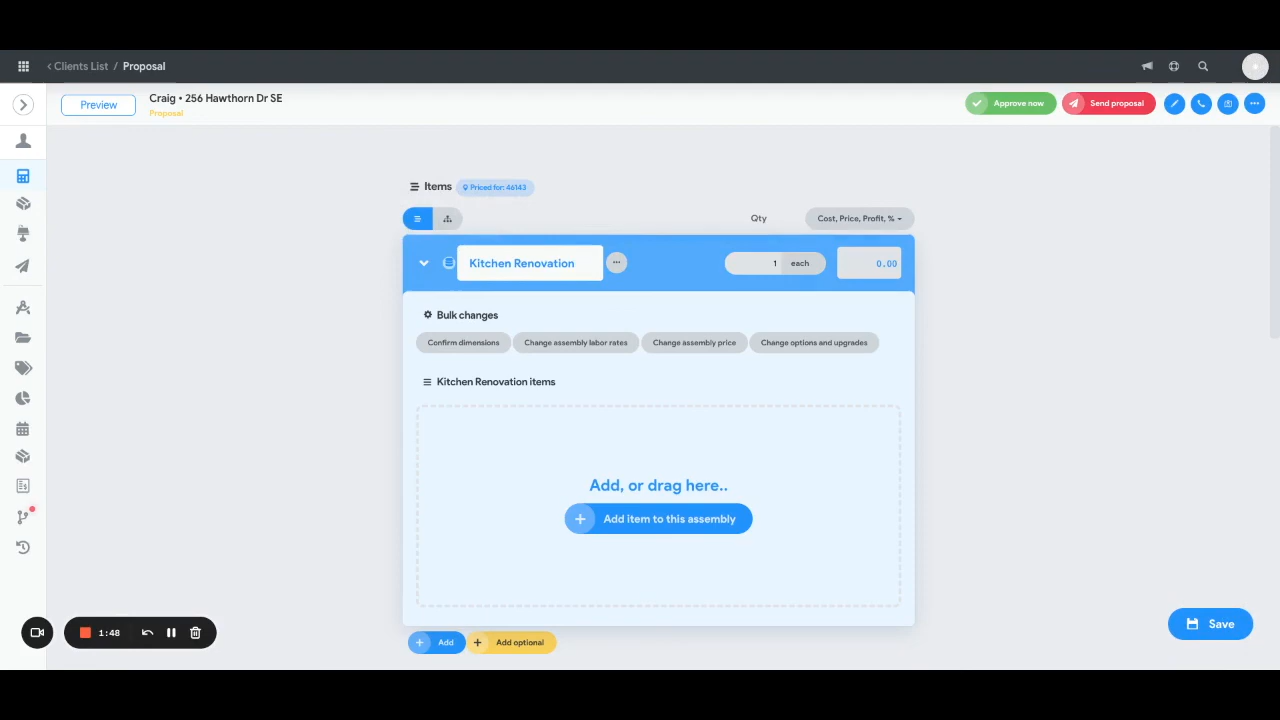 Clients List / Proposal
Preview
Craig • 256 Hawthorn Dr SE
Proposal
Approve now
Send proposal
Items
Priced for: 46143
Qty
Cost, Price, Profit, %
Kitchen Renovation
1 each
0.00
Bulk changes
Confirm dimensions
Change assembly labor rates
Change assembly price
Change options and upgrades
Kitchen Renovation items
Add, or drag here..
Add item to this assembly
1:48
Add
Add optional
Save